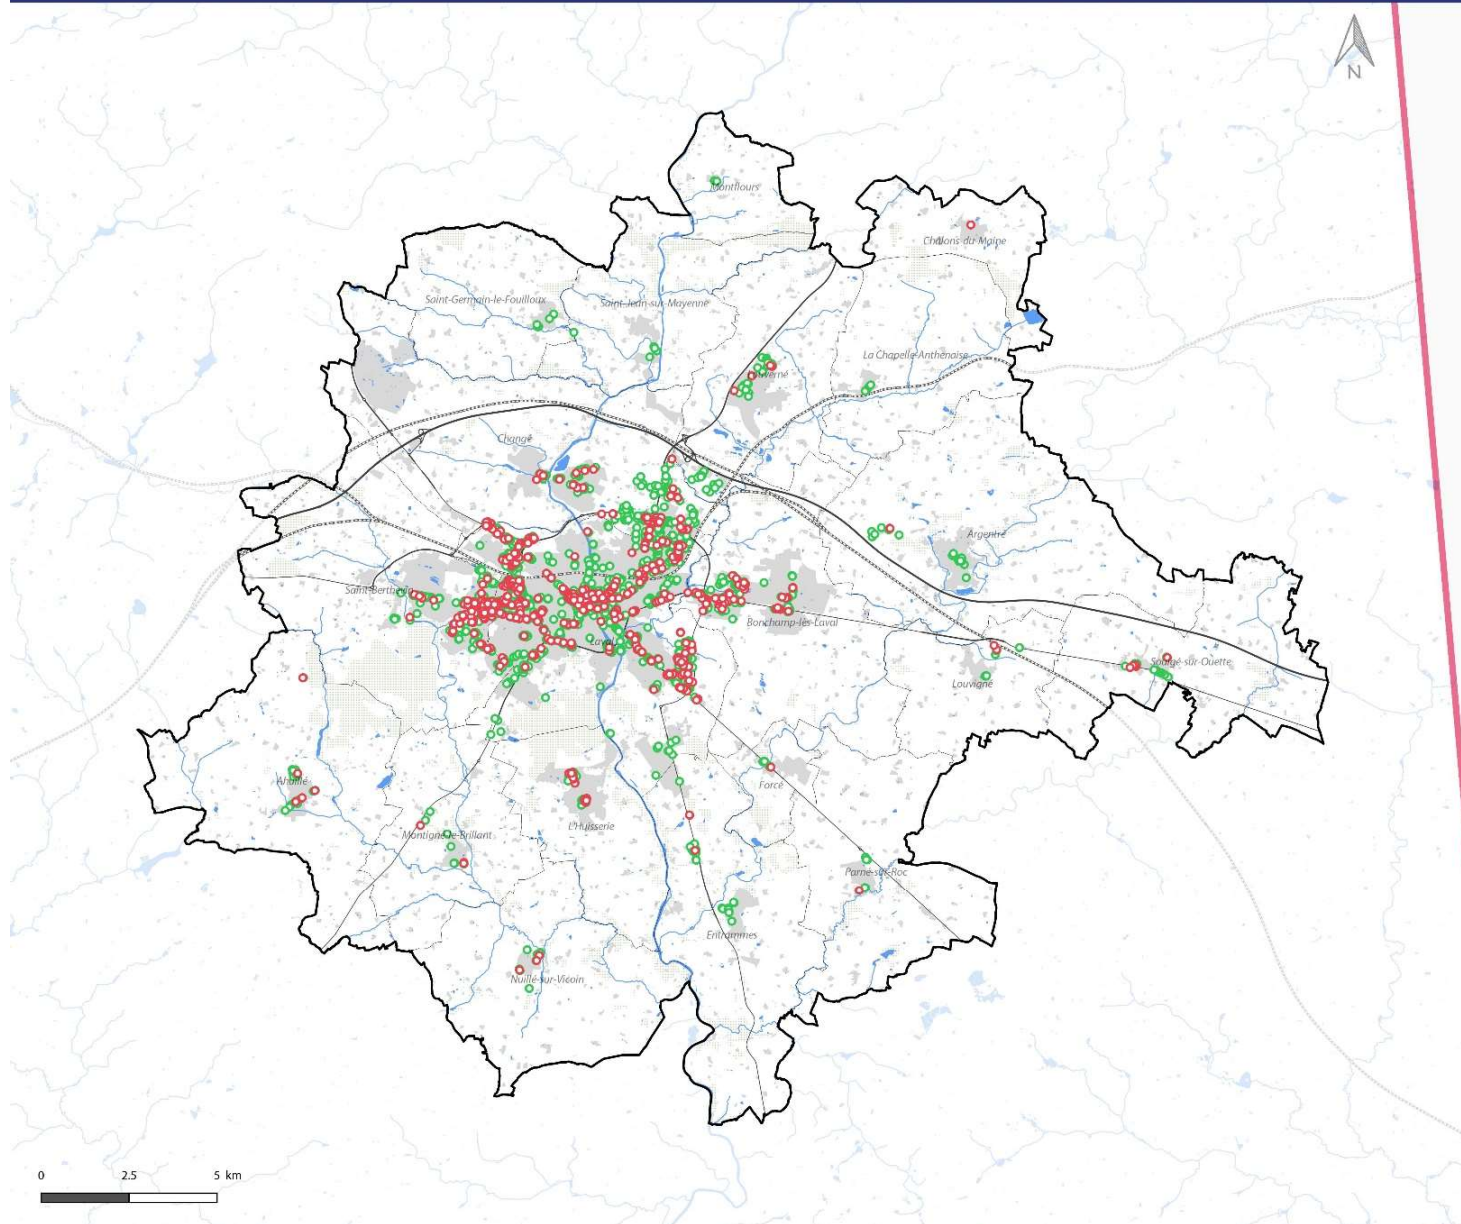 N
Montflours
Châlons-du-Maine
Saint-Germain-le-Fouilloux
Saint-Jean-sur-Mayenne
La Chapelle-Anthenaise
Louverné
Changé
Argentré
Saint-Berthevin
Bonchamp-lès-Laval
Laval
Soulgé-sur-Ouette
Louvigné
Ahuillé
Forcé
L'Huisserie
Montigné-le-Brillant
Parné-sur-Roc
Entrammes
Nuillé-sur-Vicoin
0 2.5 5 km